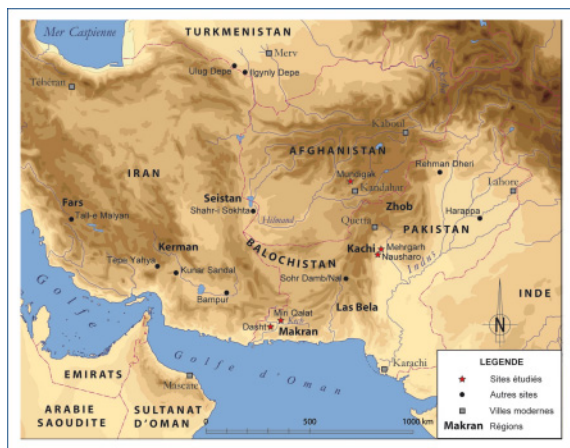 Mer Caspienne
TURKMENISTAN
Merv
Ulug Depe
Ilgynly Depe
Téhéran
Kaboul
AFGHANISTAN
Rehman Dheri
IRAN
Mundigak
Kandahar
Lahore
Fars
Seistan
Zhob
Tall-e Malyan
Shahr-i Sokhta
Hilmand
Harappa
Quetta
PAKISTAN
Kerman
BALOCHISTAN
Kachi
Mehrgarh
Nausharo
Tepe Yahya
Kunar Sandal
Indus
Sohr Damb/Nal
Bampur
Las Bela
INDE
Golfe
Miri Qalat
Dasht
Makran
N
Golfe d'Oman
Karachi
EMIRATS
Mascate
ARABIE
SAOUDITE
SULTANAT
D'OMAN
0
500
1000 km
LEGENDE
Sites étudiés
Autres sites
Villes modernes
Makran Régions